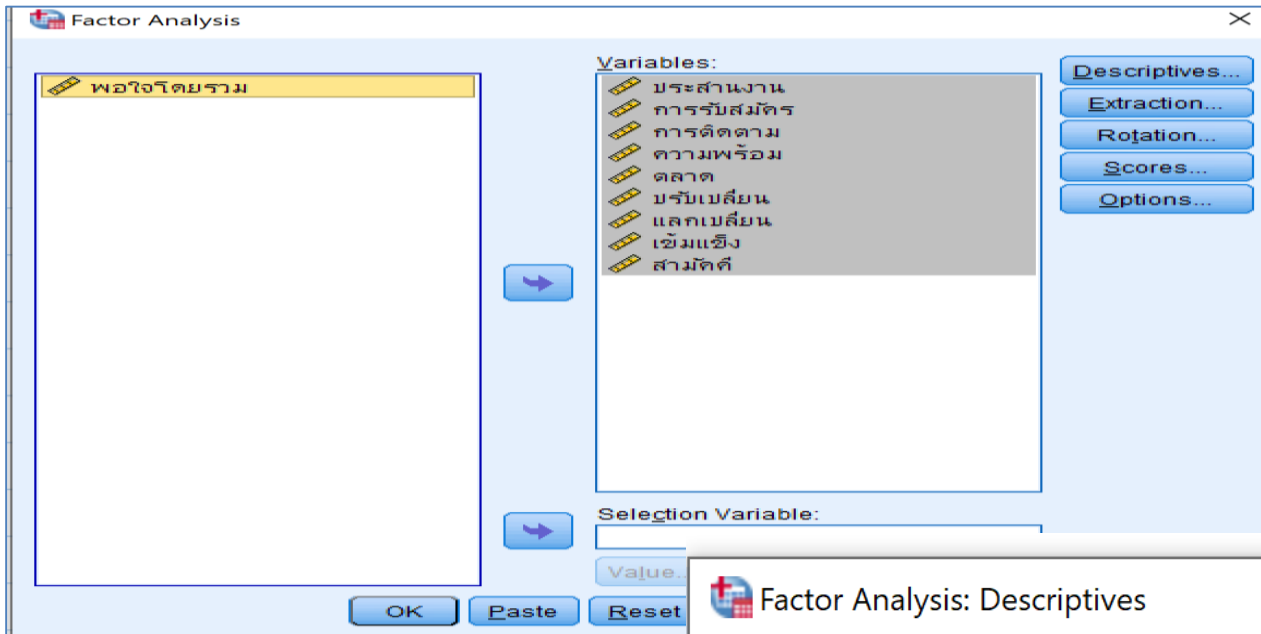 Factor Analysis
พอใจโดยรวม
Variables:
ประสานงาน
การรับสมัคร
การติดตาม
ความพร้อม
ตลาด
ปรับเปลี่ยน
แลกเปลี่ยน
เข้มแข็ง
สามัคคี
Descriptives...
Extraction...
Rotation...
Scores...
Options...
Selection Variable:
Value..
OK
Paste
Reset
Factor Analysis: Descriptives